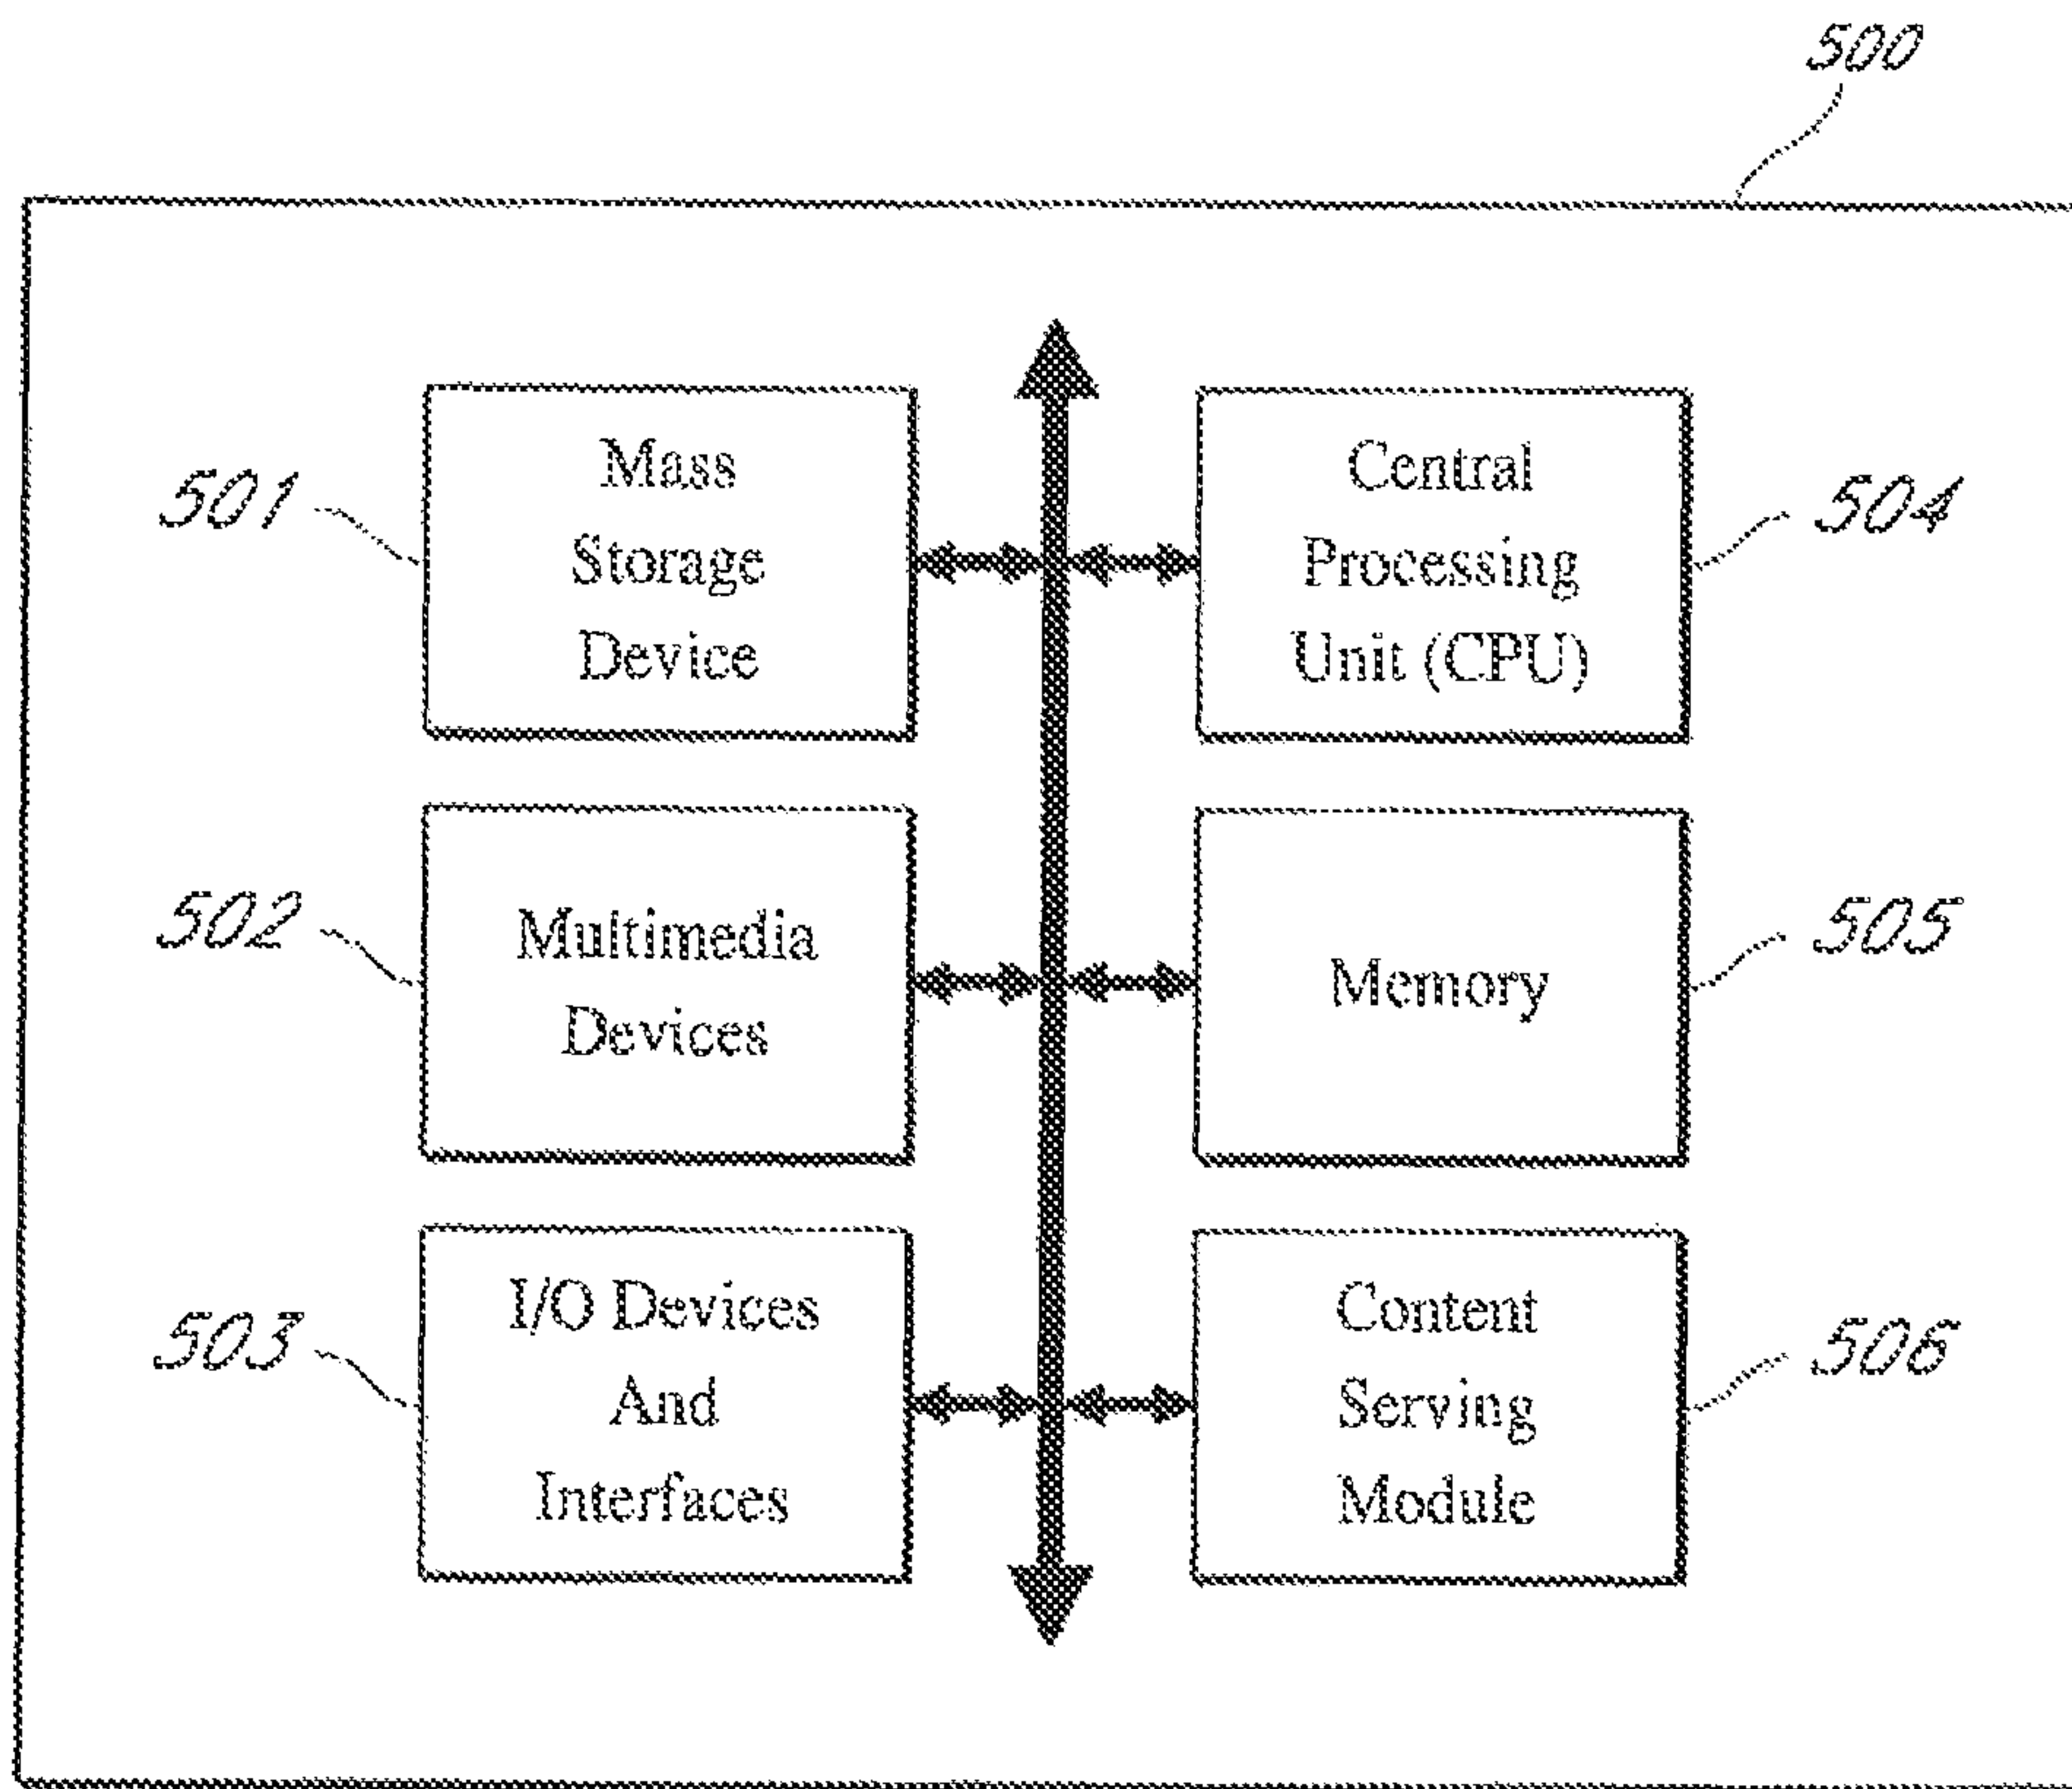 500
501
Mass
Storage
Device
Central
Processing
Unit (CPU)
504
502
Multimedia
Devices
Memory
505
503
I/O Devices
And
Interfaces
Content
Serving
Module
506